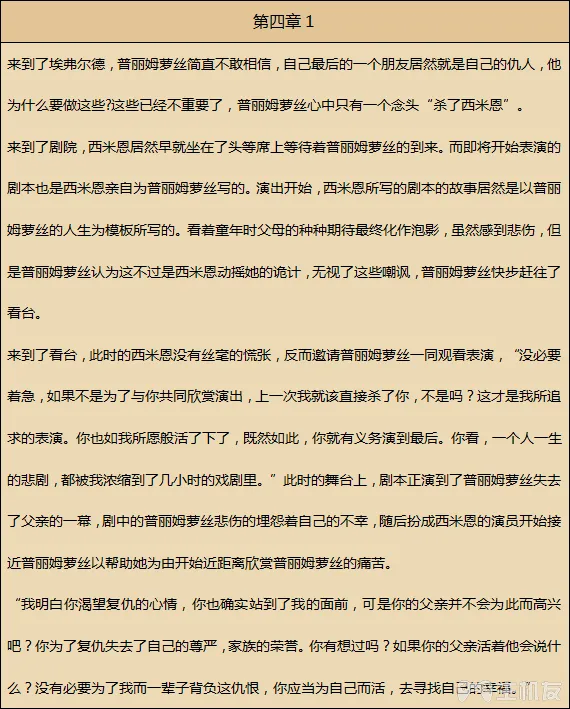 第四章 1
来到了埃弗尔德，普丽姆萝丝简直不敢相信，自己最后的一个朋友居然就是自己的仇人，他
为什么要做这些?这些已经不重要了，普丽姆萝丝心中只有一个念头“杀了西米恩”。
来到了剧院，西米恩居然早就坐在了头等席上等待着普丽姆萝丝的到来。而即将开始表演的
剧本也是西米恩亲自为普丽姆萝丝写的。演出开始，西米恩所写的剧本的故事居然是以普丽
姆萝丝的人生为模板所写的。看着童年时父母的种种期待最终化作泡影，虽然感到悲伤，但
是普丽姆萝丝认为这不过是西米恩动摇她的诡计，无视了这些嘲讽，普丽姆萝丝快步赶往了
看台。
来到了看台，此时的西米恩没有丝毫的慌张，反而邀请普丽姆萝丝一同观看表演，“没必要
着急，如果不是为了与你共同欣赏演出，上一次我就该直接杀了你，不是吗？这才是我所追
求的表演。你也如我所愿般活了下了，既然如此，你就有义务演到最后。你看，一个人一生
的悲剧，都被我浓缩到了几小时的戏剧里。”此时的舞台上，剧本正演到了普丽姆萝丝失去
了父亲的一幕，剧中的普丽姆萝丝悲伤的埋怨着自己的不幸，随后扮成西米恩的演员开始接
近普丽姆萝丝以帮助她为由开始近距离欣赏普丽姆萝丝的痛苦。
“我明白你渴望复仇的心情，你也确实站到了我的面前，可是你的父亲并不会为此而高兴
吧？你为了复仇失去了自己的尊严，家族的荣誉。你有想过吗？如果你的父亲活着他会说什
么？没有必要为了我而一辈子背负这仇恨，你应当为自己而活，去寻找自己的幸福。”